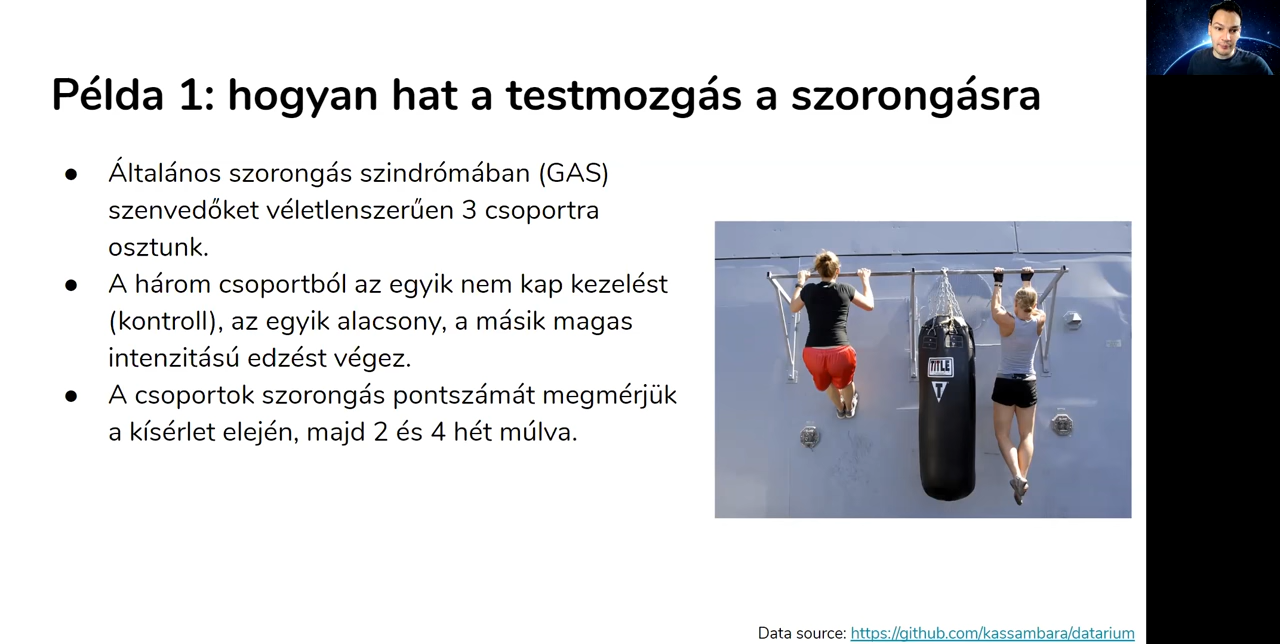 Példa 1: hogyan hat a testmozgás a szorongásra
● Általános szorongás szindrómában (GAS)
szenvedőket véletlenszerűen 3 csoportra
osztunk.
● A három csoportból az egyik nem kap kezelést
(kontroll), az egyik alacsony, a másik magas
intenzitású edzést végez.
● A csoportok szorongás pontszámát megmérjük
a kísérlet elején, majd 2 és 4 hét múlva.
TITLE
T
Data source: https://github.com/kassambara/datarium